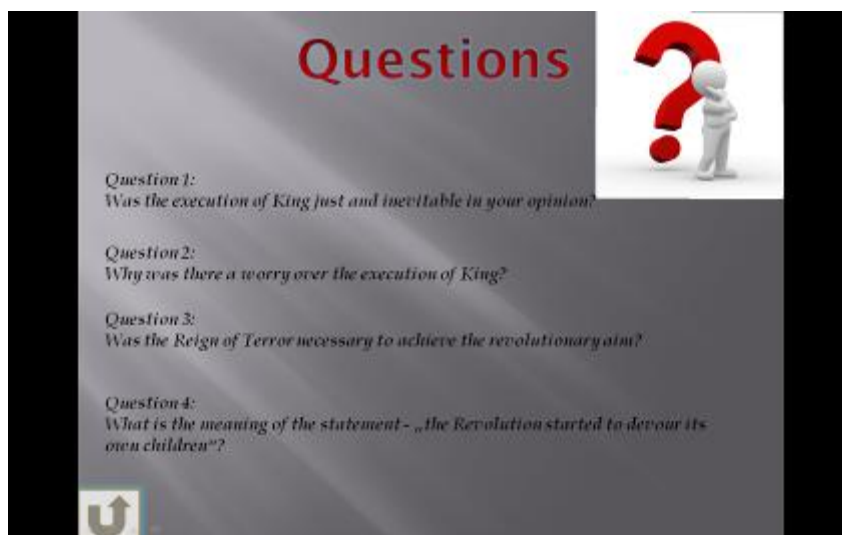 Questions
Question 1:
Was the execution of King just and inevitable in your opinion?
Question 2:
Why was there a worry over the execution of King?
Question 3:
Was the Reign of Terror necessary to achieve the revolutionary aim?
Question 4:
What is the meaning of the statement - „the Revolution started to devour its
own children“?